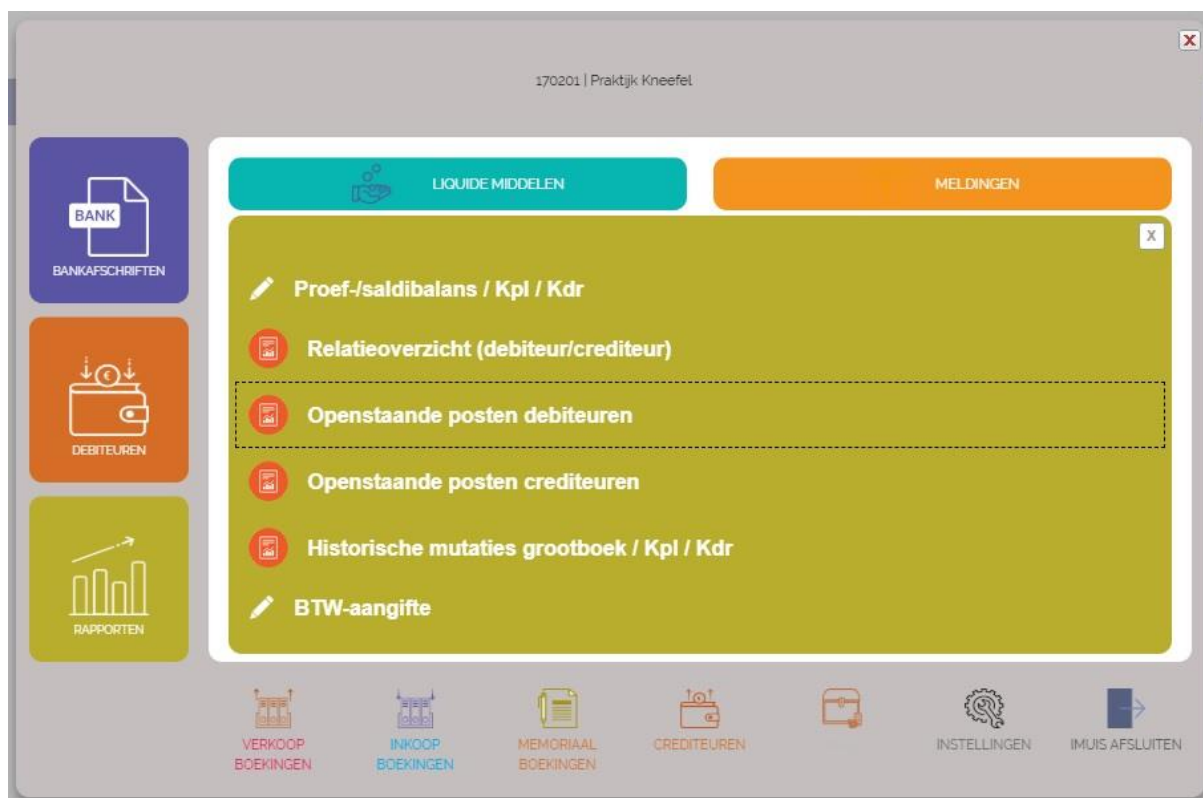 X
170201 | Praktijk Kneefel
BANK
BANKAFSCHRIFTEN
DEBITEUREN
RAPPORTEN
LIQUIDE MIDDELEN
MELDINGEN
X
Proef-/saldibalans / Kpl / Kdr
Relatieoverzicht (debiteur/crediteur)
Openstaande posten debiteuren
Openstaande posten crediteuren
Historische mutaties grootboek / Kpl / Kdr
BTW-aangifte
VERKOOP
BOEKINGEN
INKOOP
BOEKINGEN
MEMORIAAL
BOEKINGEN
CREDITEUREN
INSTELLINGEN
IMUIS AFSLUITEN